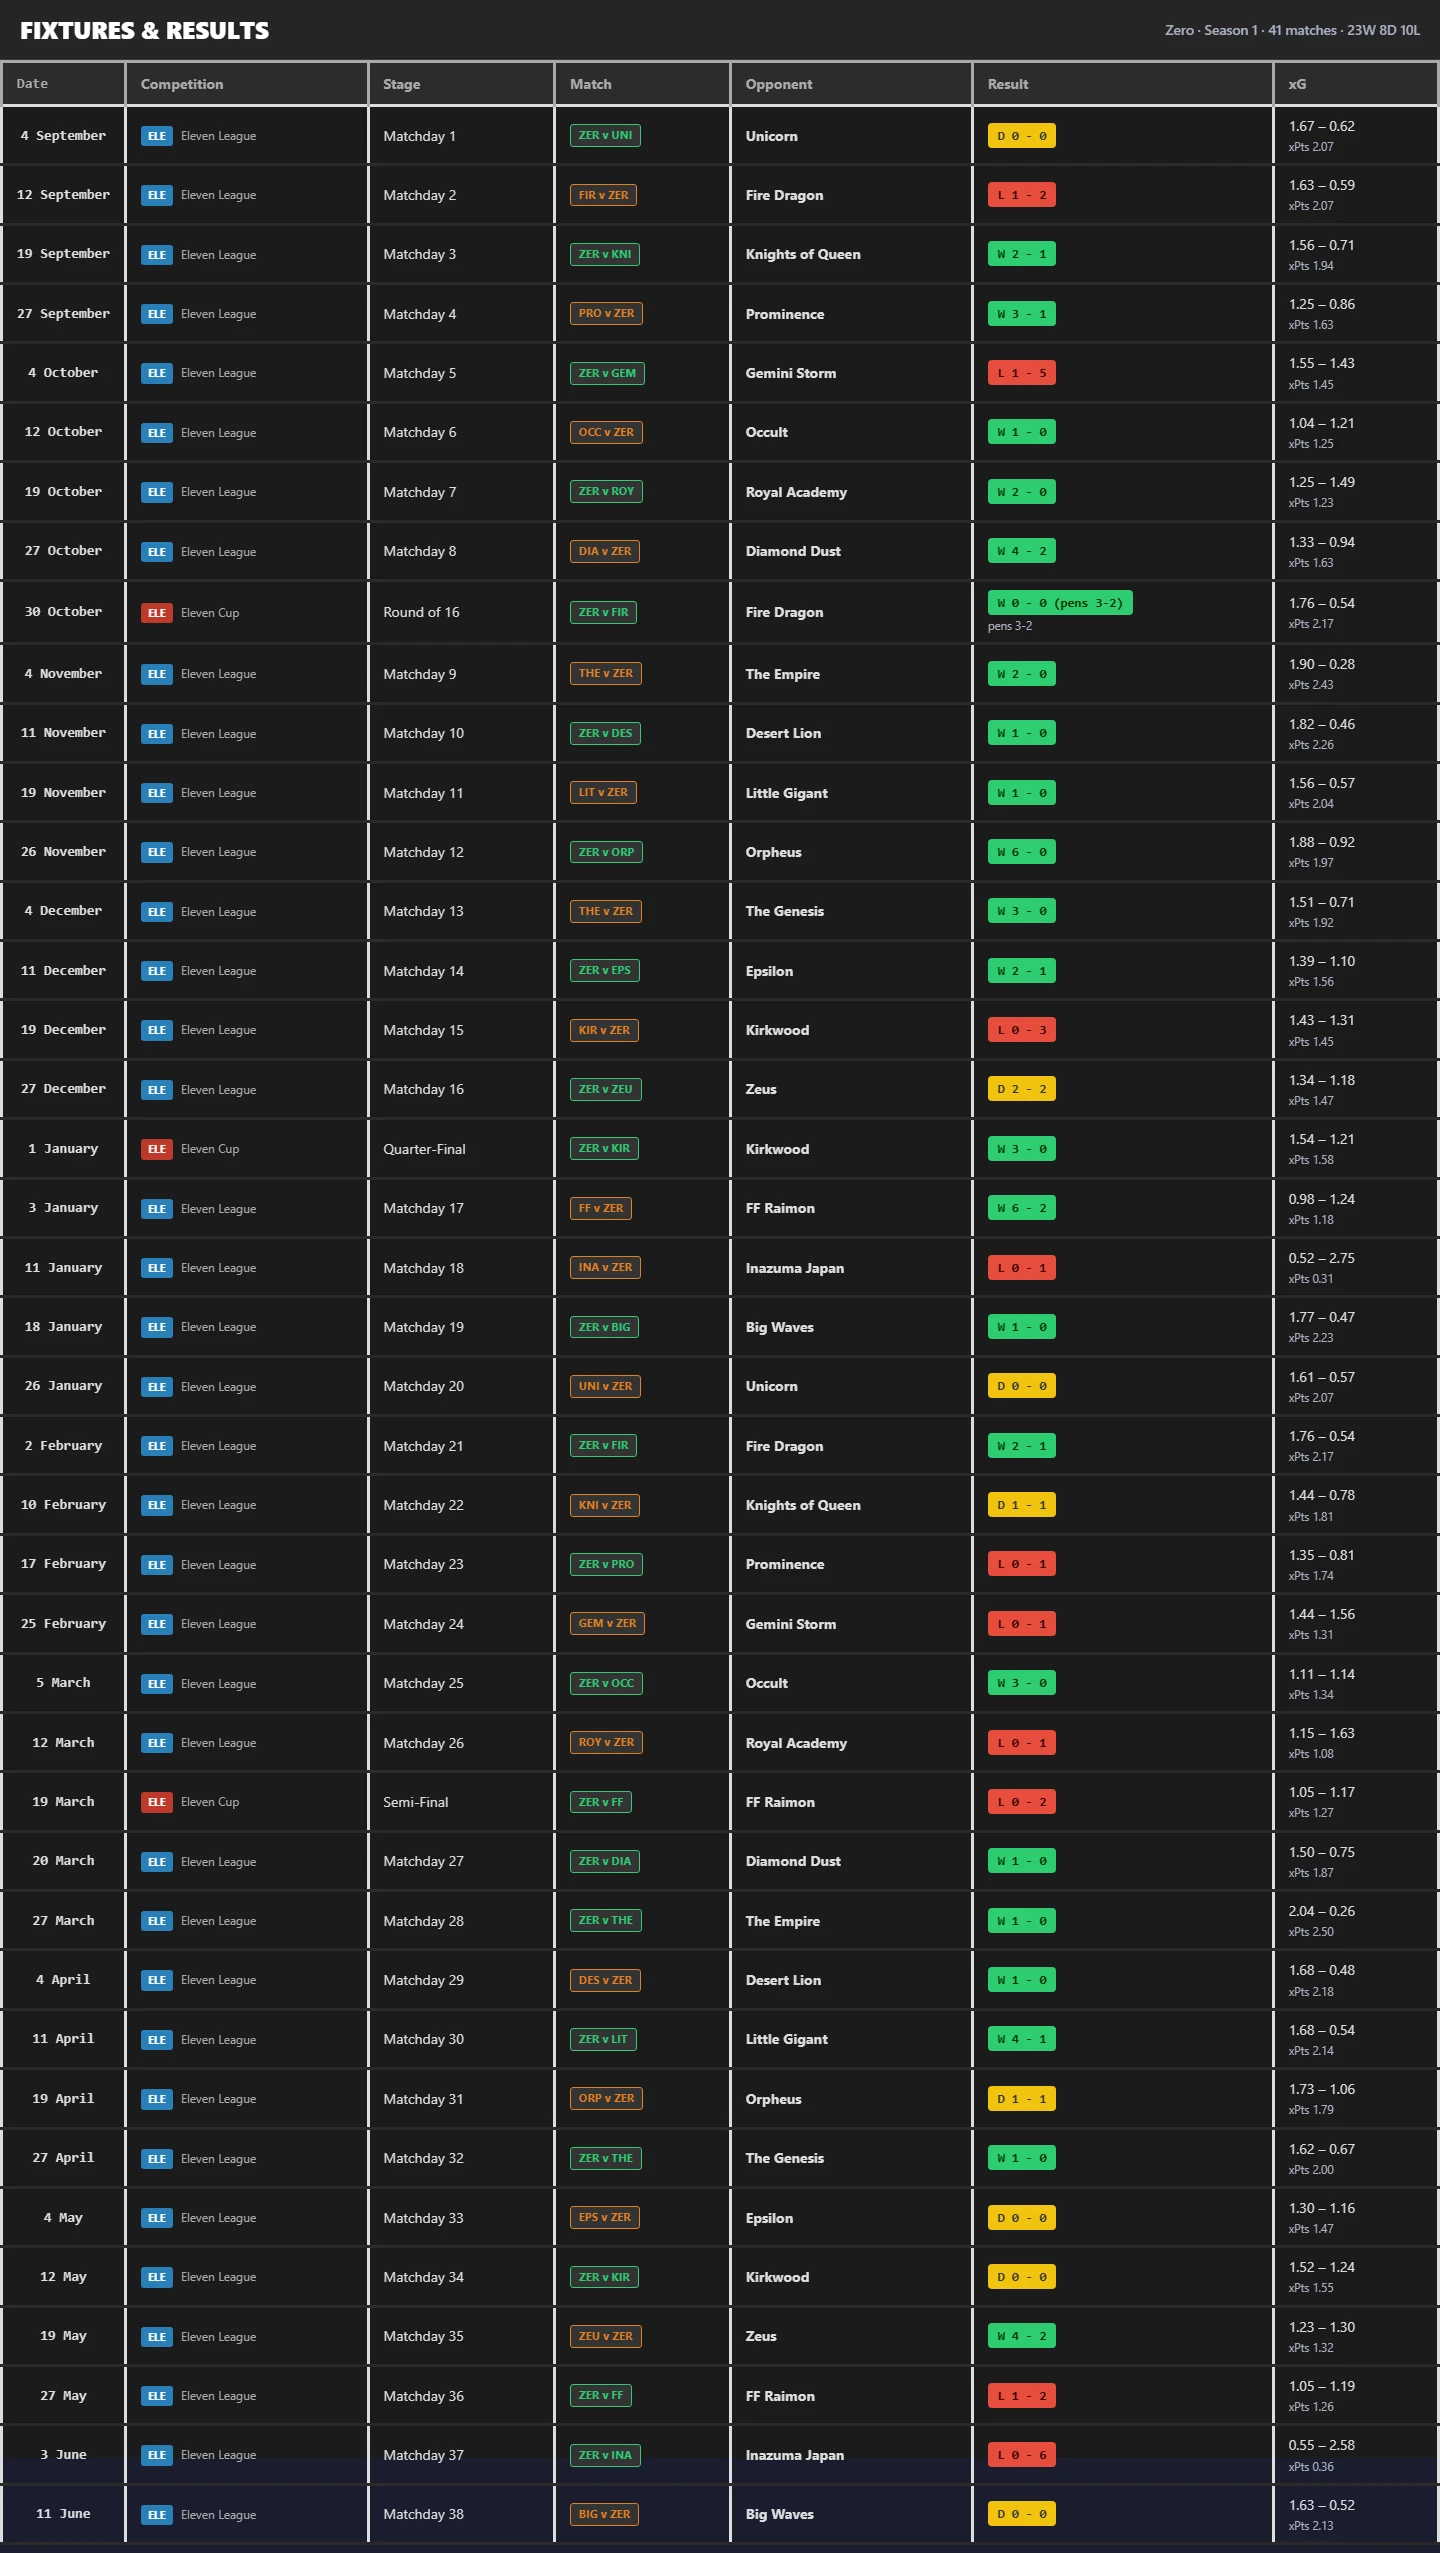 FIXTURES & RESULTS
Zero · Season 1 · 41 matches · 23W 8D 10L
Date Competition Stage Match Opponent Result xG
4 September ELE Eleven League Matchday 1 ZER v UNI Unicorn D 0 - 0 1.67 – 0.62
xPts 2.07
12 September ELE Eleven League Matchday 2 FIR v ZER Fire Dragon L 1 - 2 1.63 – 0.59
xPts 2.07
19 September ELE Eleven League Matchday 3 ZER v KNI Knights of Queen W 2 - 1 1.56 – 0.71
xPts 1.94
27 September ELE Eleven League Matchday 4 PRO v ZER Prominence W 3 - 1 1.25 – 0.86
xPts 1.63
4 October ELE Eleven League Matchday 5 ZER v GEM Gemini Storm L 1 - 5 1.55 – 1.43
xPts 1.45
12 October ELE Eleven League Matchday 6 OCC v ZER Occult W 1 - 0 1.04 – 1.21
xPts 1.25
19 October ELE Eleven League Matchday 7 ZER v ROY Royal Academy W 2 - 0 1.25 – 1.49
xPts 1.23
27 October ELE Eleven League Matchday 8 DIA v ZER Diamond Dust W 4 - 2 1.33 – 0.94
xPts 1.63
30 October ELE Eleven Cup Round of 16 ZER v FIR Fire Dragon W 0 - 0 (pens 3-2) 1.76 – 0.54
pens 3-2 xPts 2.17
4 November ELE Eleven League Matchday 9 THE v ZER The Empire W 2 - 0 1.90 – 0.28
xPts 2.43
11 November ELE Eleven League Matchday 10 ZER v DES Desert Lion W 1 - 0 1.82 – 0.46
xPts 2.26
19 November ELE Eleven League Matchday 11 LIT v ZER Little Gigant W 1 - 0 1.56 – 0.57
xPts 2.04
26 November ELE Eleven League Matchday 12 ZER v ORP Orpheus W 6 - 0 1.88 – 0.92
xPts 1.97
4 December ELE Eleven League Matchday 13 THE v ZER The Genesis W 3 - 0 1.51 – 0.71
xPts 1.92
11 December ELE Eleven League Matchday 14 ZER v EPS Epsilon W 2 - 1 1.39 – 1.10
xPts 1.56
19 December ELE Eleven League Matchday 15 KIR v ZER Kirkwood L 0 - 3 1.43 – 1.31
xPts 1.45
27 December ELE Eleven League Matchday 16 ZER v ZEU Zeus D 2 - 2 1.34 – 1.18
xPts 1.47
1 January ELE Eleven Cup Quarter-Final ZER v KIR Kirkwood W 3 - 0 1.54 – 1.21
xPts 1.58
3 January ELE Eleven League Matchday 17 FF v ZER FF Raimon W 6 - 2 0.98 – 1.24
xPts 1.18
11 January ELE Eleven League Matchday 18 INA v ZER Inazuma Japan L 0 - 1 0.52 – 2.75
xPts 0.31
18 January ELE Eleven League Matchday 19 ZER v BIG Big Waves W 1 - 0 1.77 – 0.47
xPts 2.23
26 January ELE Eleven League Matchday 20 UNI v ZER Unicorn D 0 - 0 1.61 – 0.57
xPts 2.07
2 February ELE Eleven League Matchday 21 ZER v FIR Fire Dragon W 2 - 1 1.76 – 0.54
xPts 2.17
10 February ELE Eleven League Matchday 22 KNI v ZER Knights of Queen D 1 - 1 1.44 – 0.78
xPts 1.81
17 February ELE Eleven League Matchday 23 ZER v PRO Prominence L 0 - 1 1.35 – 0.81
xPts 1.74
25 February ELE Eleven League Matchday 24 GEM v ZER Gemini Storm L 0 - 1 1.44 – 1.56
xPts 1.31
5 March ELE Eleven League Matchday 25 ZER v OCC Occult W 3 - 0 1.11 – 1.14
xPts 1.34
12 March ELE Eleven League Matchday 26 ROY v ZER Royal Academy L 0 - 1 1.15 – 1.63
xPts 1.08
19 March ELE Eleven Cup Semi-Final ZER v FF FF Raimon L 0 - 2 1.05 – 1.17
xPts 1.27
20 March ELE Eleven League Matchday 27 ZER v DIA Diamond Dust W 1 - 0 1.50 – 0.75
xPts 1.87
27 March ELE Eleven League Matchday 28 ZER v THE The Empire W 1 - 0 2.04 – 0.26
xPts 2.50
4 April ELE Eleven League Matchday 29 DES v ZER Desert Lion W 1 - 0 1.68 – 0.48
xPts 2.18
11 April ELE Eleven League Matchday 30 ZER v LIT Little Gigant W 4 - 1 1.68 – 0.54
xPts 2.14
19 April ELE Eleven League Matchday 31 ORP v ZER Orpheus D 1 - 1 1.73 – 1.06
xPts 1.79
27 April ELE Eleven League Matchday 32 ZER v THE The Genesis W 1 - 0 1.62 – 0.67
xPts 2.00
4 May ELE Eleven League Matchday 33 EPS v ZER Epsilon D 0 - 0 1.30 – 1.16
xPts 1.47
12 May ELE Eleven League Matchday 34 ZER v KIR Kirkwood D 0 - 0 1.52 – 1.24
xPts 1.55
19 May ELE Eleven League Matchday 35 ZEU v ZER Zeus W 4 - 2 1.23 – 1.30
xPts 1.32
27 May ELE Eleven League Matchday 36 ZER v FF FF Raimon L 1 - 2 1.05 – 1.19
xPts 1.26
3 June ELE Eleven League Matchday 37 ZER v INA Inazuma Japan L 0 - 6 0.55 – 2.58
xPts 0.36
11 June ELE Eleven League Matchday 38 BIG v ZER Big Waves D 0 - 0 1.63 – 0.52
xPts 2.13